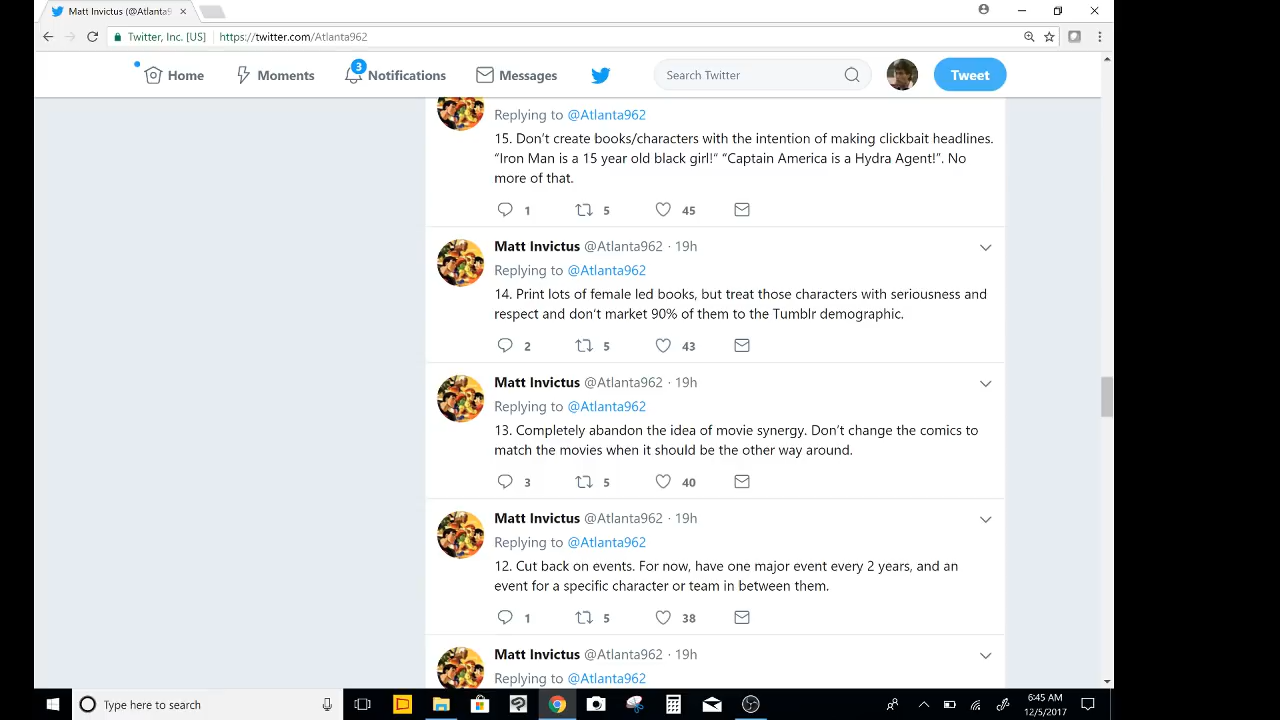 Matt Invictus (@Atlanta9
Twitter, Inc. [US]
https://twitter.com/Atlanta962
3
Home
Moments
Notifications
Messages
Search Twitter
Tweet
Replying to @Atlanta962
15. Don’t create books/characters with the intention of making clickbait headlines.
“Iron Man is a 15 year old black girl!“ “Captain America is a Hydra Agent!”. No
more of that.
1 5 45
Matt Invictus @Atlanta962 · 19h
Replying to @Atlanta962
14. Print lots of female led books, but treat those characters with seriousness and
respect and don’t market 90% of them to the Tumblr demographic.
2 5 43
Matt Invictus @Atlanta962 · 19h
Replying to @Atlanta962
13. Completely abandon the idea of movie synergy. Don’t change the comics to
match the movies when it should be the other way around.
3 5 40
Matt Invictus @Atlanta962 · 19h
Replying to @Atlanta962
12. Cut back on events. For now, have one major event every 2 years, and an
event for a specific character or team in between them.
1 5 38
Matt Invictus @Atlanta962 · 19h
Replying to @Atlanta962
Type here to search
6:45 AM
12/5/2017